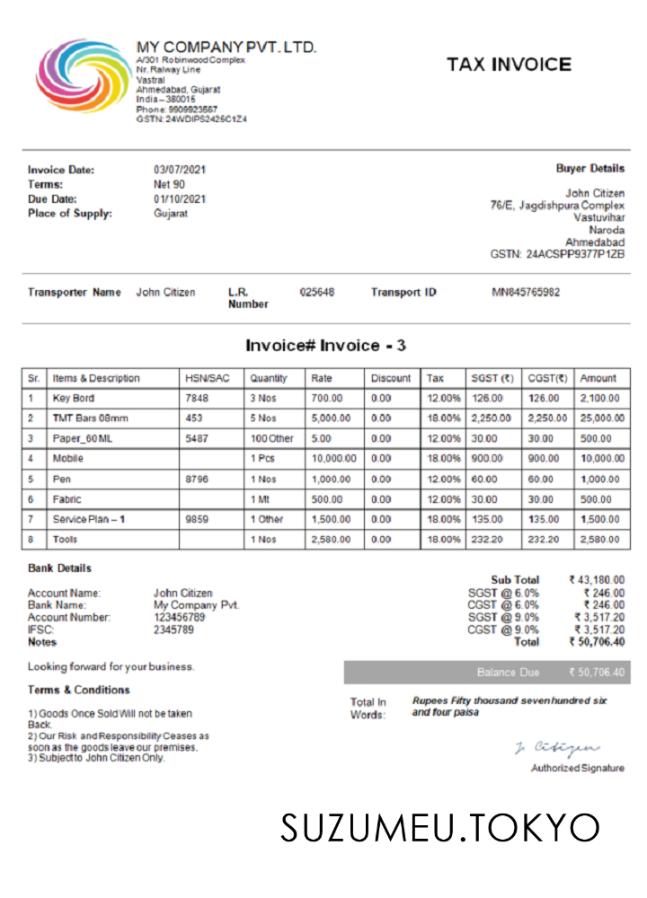 MY COMPANY PVT. LTD.
A/301 Robinwood Complex
Nr. Ralway Line
Vastral
Ahmedabad, Gujarat
India – 380015
Phone: 9909923567
GSTN: 24WDIPS2426C1Z4
TAX INVOICE
Invoice Date: 03/07/2021
Terms: Net 90
Due Date: 01/10/2021
Place of Supply: Gujarat
Buyer Details
John Citizen
76/E, Jagdishpura Complex
Vastuvihar
Naroda
Ahmedabad
GSTN: 24ACSPP9377P1ZB
Transporter Name John Citizen L.R. Number 025648 Transport ID MN845765982
Invoice# Invoice - 3
Sr. Items & Description HSN/SAC Quantity Rate Discount Tax SGST (₹) CGST(₹) Amount
1 Key Bord 7848 3 Nos 700.00 0.00 12.00% 126.00 126.00 2,100.00
2 TMT Bars 08mm 453 5 Nos 5,000.00 0.00 18.00% 2,250.00 2,250.00 25,000.00
3 Paper_60ML 5487 100 Other 5.00 0.00 12.00% 30.00 30.00 500.00
4 Mobile 1 Pcs 10,000.00 0.00 18.00% 900.00 900.00 10,000.00
5 Pen 8796 1 Nos 1,000.00 0.00 12.00% 60.00 60.00 1,000.00
6 Fabric 1 Mt 500.00 0.00 12.00% 30.00 30.00 500.00
7 Service Plan – 1 9859 1 Other 1,500.00 0.00 18.00% 135.00 135.00 1,500.00
8 Tools 1 Nos 2,580.00 0.00 18.00% 232.20 232.20 2,580.00
Bank Details
Account Name: John Citizen
Bank Name: My Company Pvt.
Account Number: 123456789
IFSC: 2345789
Notes
Looking forward for your business.
Terms & Conditions
1) Goods Once Sold Will not be taken
Back.
2) Our Risk and Responsibility Ceases as
soon as the goods leave our premises.
3) Subject to John Citizen Only.
Sub Total ₹ 43,180.00
SGST @ 6.0% ₹ 246.00
CGST @ 6.0% ₹ 246.00
SGST @ 9.0% ₹ 3,517.20
CGST @ 9.0% ₹ 3,517.20
Total ₹ 50,706.40
Balance Due ₹ 50,706.40
Total In Words: Rupees Fifty thousand seven hundred six
and four paisa
J. Citizen
Authorized Signature
SUZUMEU.TOKYO